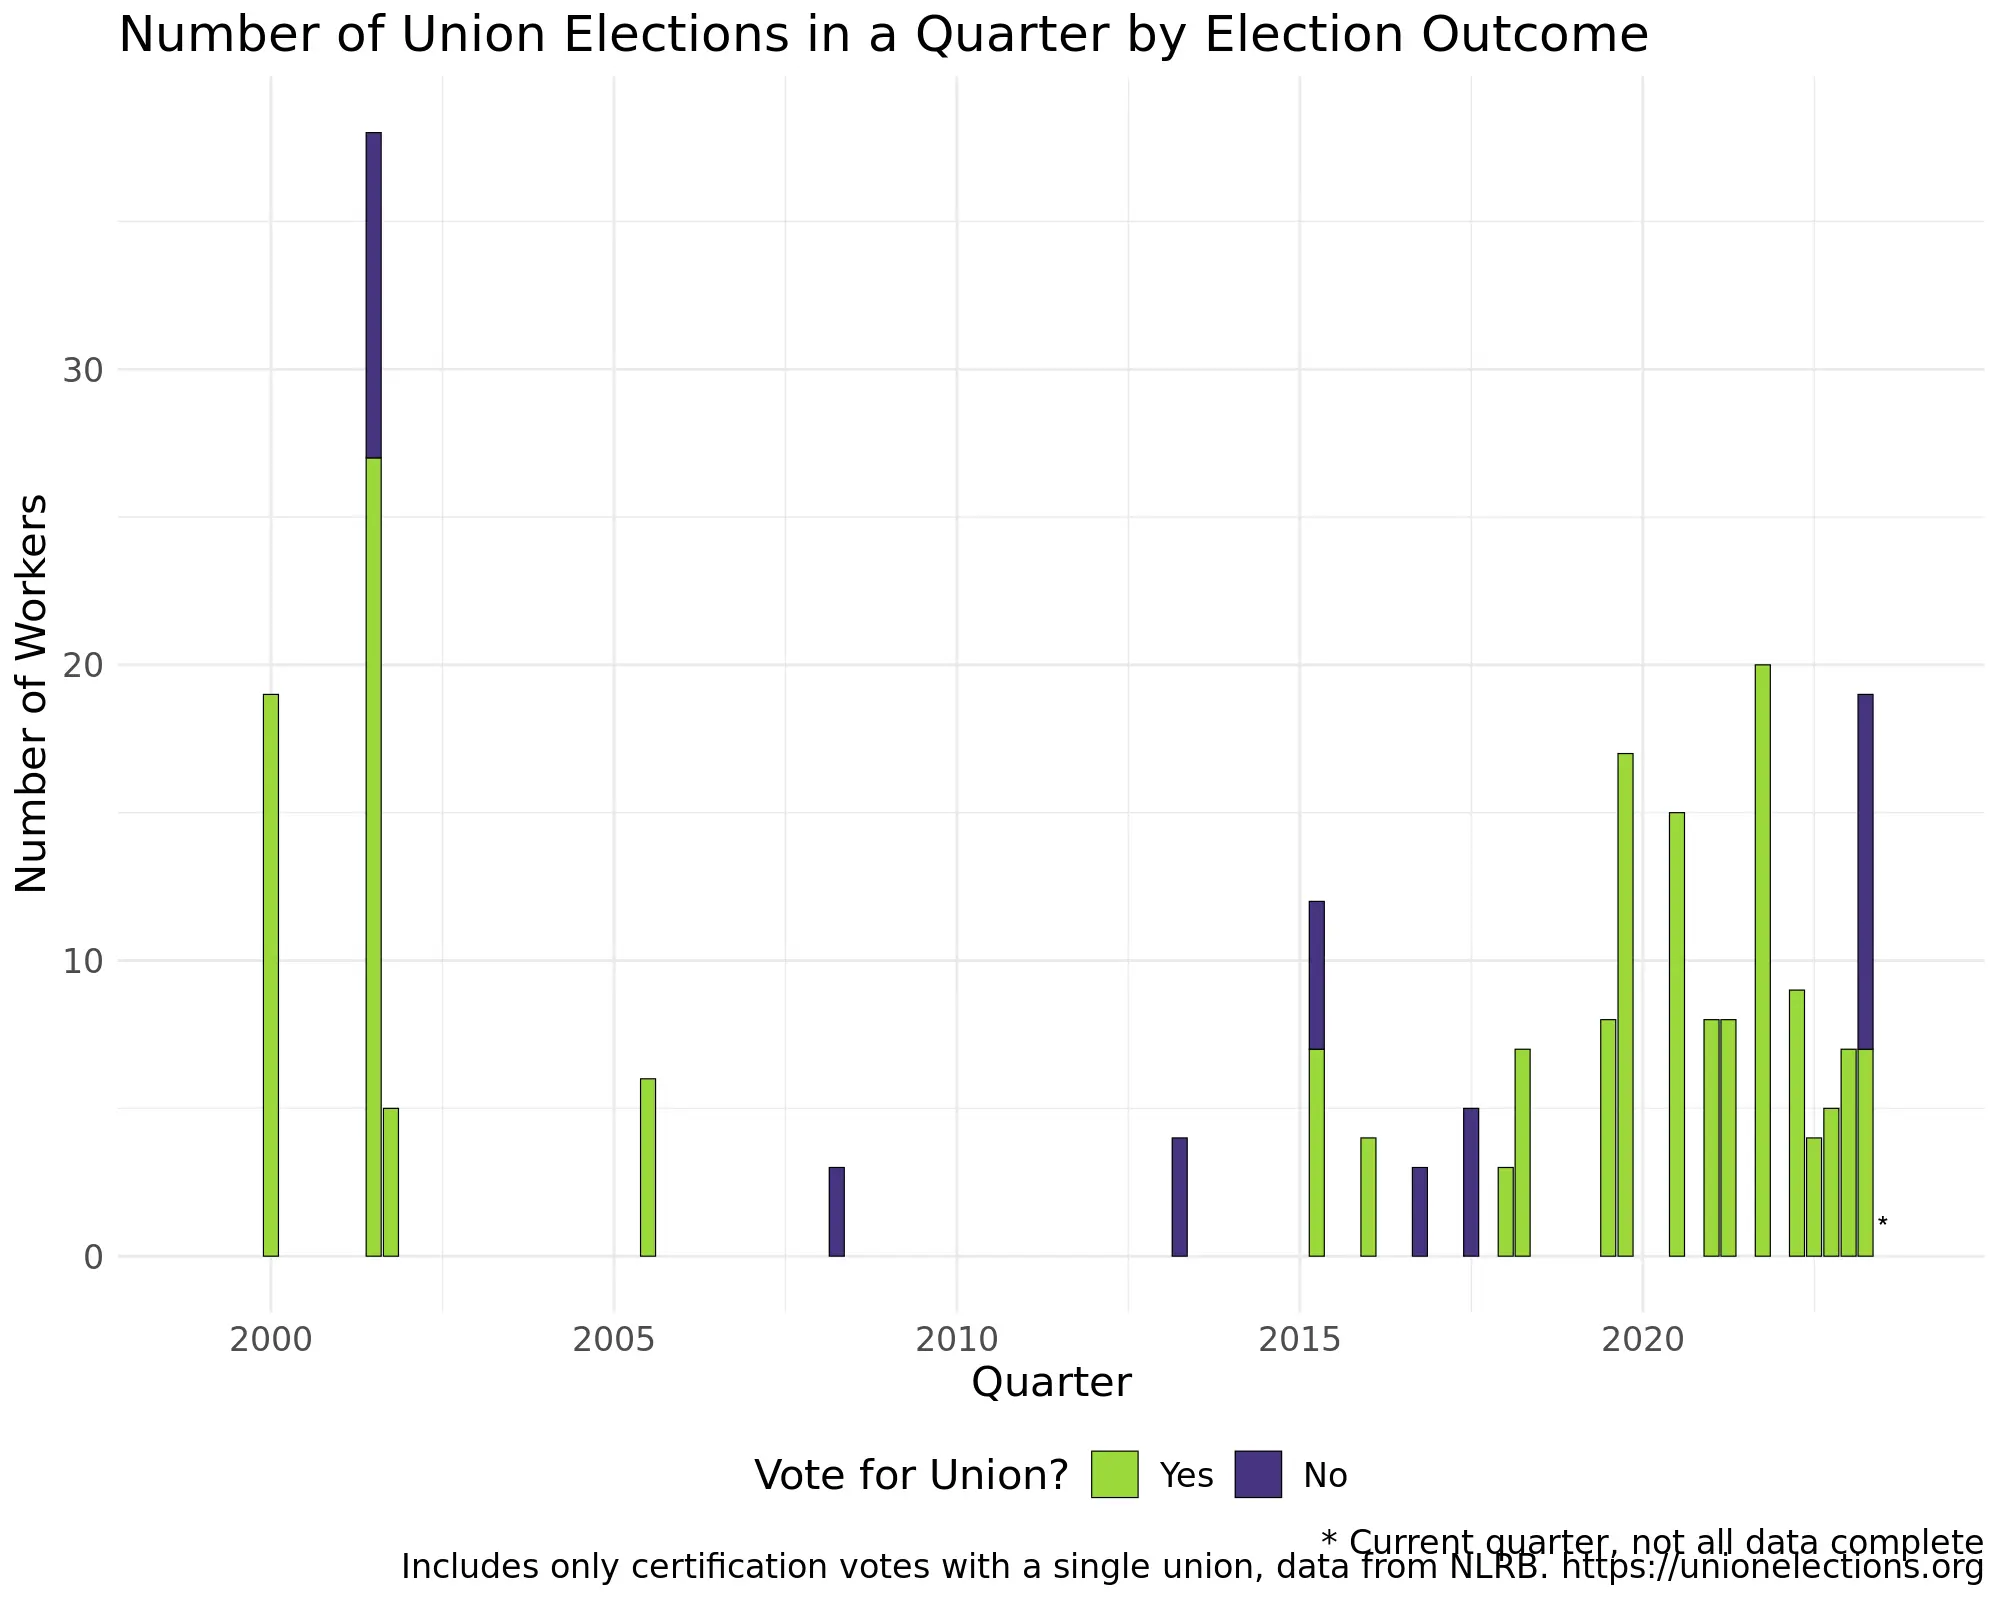 Number of Union Elections in a Quarter by Election Outcome
Number of Workers
30
20
10
0
*
2000 2005 2010 2015 2020
Quarter
Vote for Union? Yes No
* Current quarter, not all data complete
Includes only certification votes with a single union, data from NLRB. https://unionelections.org